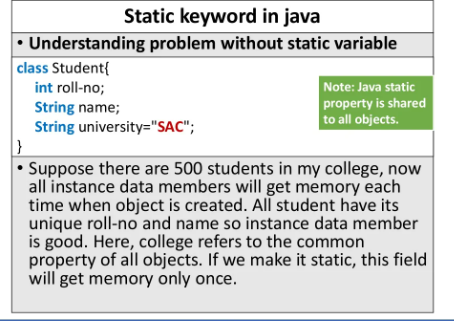 Static keyword in java
• Understanding problem without static variable
class Student{
int roll-no;
String name;
String university="SAC";
}
Note: Java static
property is shared
to all objects.
• Suppose there are 500 students in my college, now
all instance data members will get memory each
time when object is created. All student have its
unique roll-no and name so instance data member
is good. Here, college refers to the common
property of all objects. If we make it static, this field
will get memory only once.